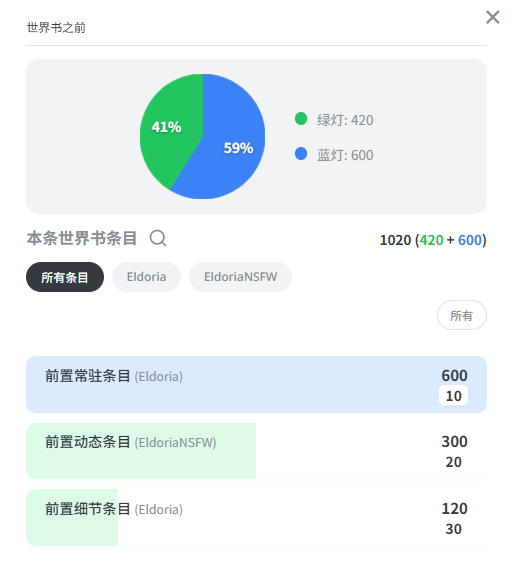 世界书之前
41%
59%
绿灯: 420
蓝灯: 600
本条世界书条目
1020 (420 + 600)
所有条目 Eldoria EldoriaNSFW
所有
前置常驻条目 (Eldoria) 600
10
前置动态条目 (EldoriaNSFW) 300
20
前置细节条目 (Eldoria) 120
30